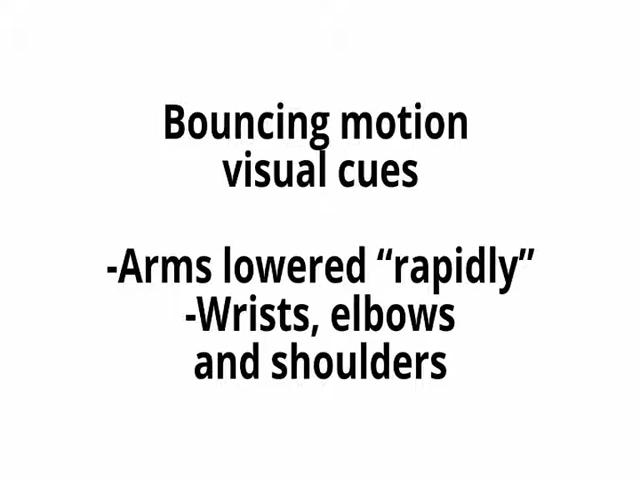 Bouncing motion
visual cues
-Arms lowered “rapidly”
-Wrists, elbows
and shoulders